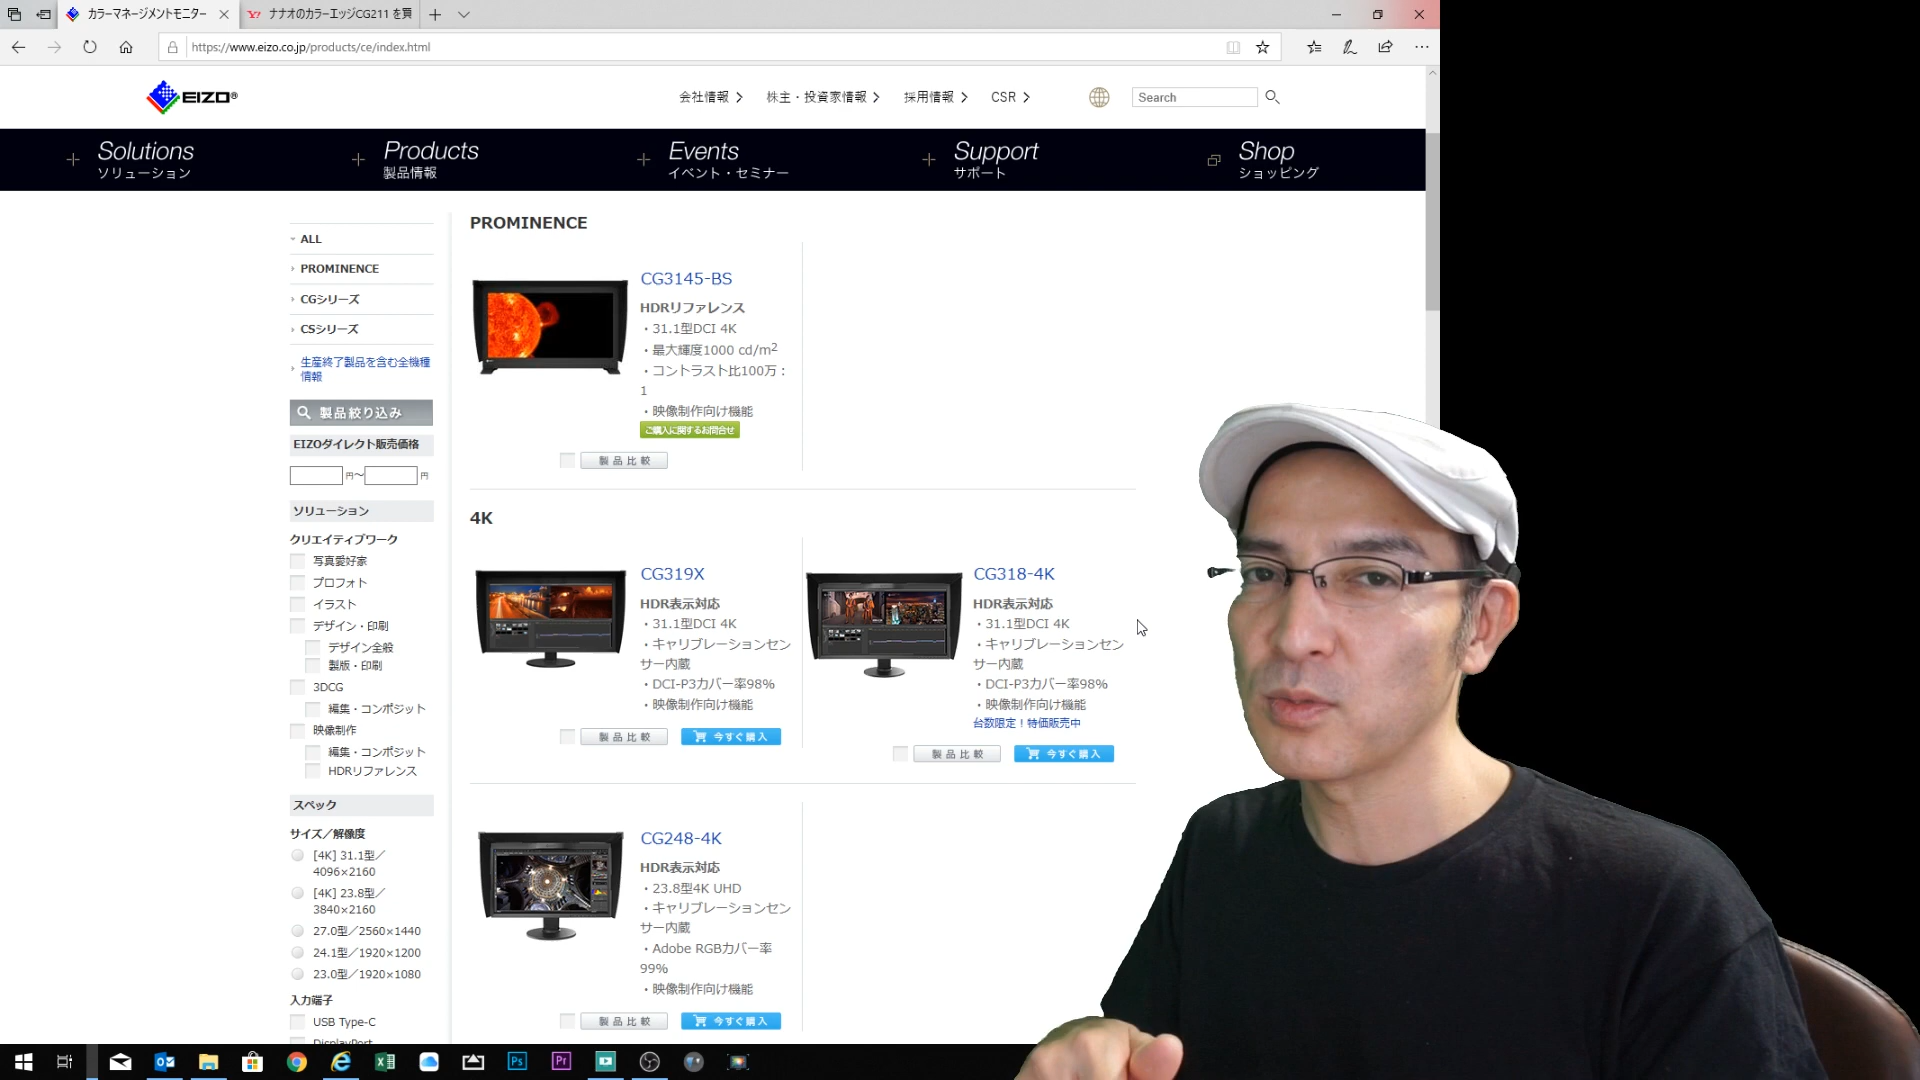 カラーマネージメントモニター
ナナオのカラーエッジCG211 を買
https://www.eizo.co.jp/products/ce/index.html
EIZO®
会社情報
株主・投資家情報
採用情報
CSR
Search
Solutions
ソリューション
Products
製品情報
Events
イベント・セミナー
Support
サポート
Shop
ショッピング
ALL
PROMINENCE
CGシリーズ
CSシリーズ
生産終了製品を含む全機種
情報
製品絞り込み
EIZOダイレクト販売価格
円～ 円
ソリューション
クリエイティブワーク
写真愛好家
プロフォト
イラスト
デザイン・印刷
デザイン全般
製版・印刷
3DCG
編集・コンポジット
映像制作
編集・コンポジット
HDRリファレンス
スペック
サイズ／解像度
[4K] 31.1型／
4096×2160
[4K] 23.8型／
3840×2160
27.0型／2560×1440
24.1型／1920×1200
23.0型／1920×1080
入力端子
USB Type-C
DisplayPort
PROMINENCE
CG3145-BS
HDRリファレンス
・31.1型DCI 4K
・最大輝度1000 cd/m2
・コントラスト比100万：
1
・映像制作向け機能
ご購入に関するお問合せ
製品比較
4K
CG319X
HDR表示対応
・31.1型DCI 4K
・キャリブレーションセン
サー内蔵
・DCI-P3カバー率98%
・映像制作向け機能
製品比較
今すぐ購入
CG318-4K
HDR表示対応
・31.1型DCI 4K
・キャリブレーションセン
サー内蔵
・DCI-P3カバー率98%
・映像制作向け機能
台数限定！特価販売中
製品比較
今すぐ購入
CG248-4K
HDR表示対応
・23.8型4K UHD
・キャリブレーションセン
サー内蔵
・Adobe RGBカバー率
99%
・映像制作向け機能
製品比較
今すぐ購入
Ps
Pr